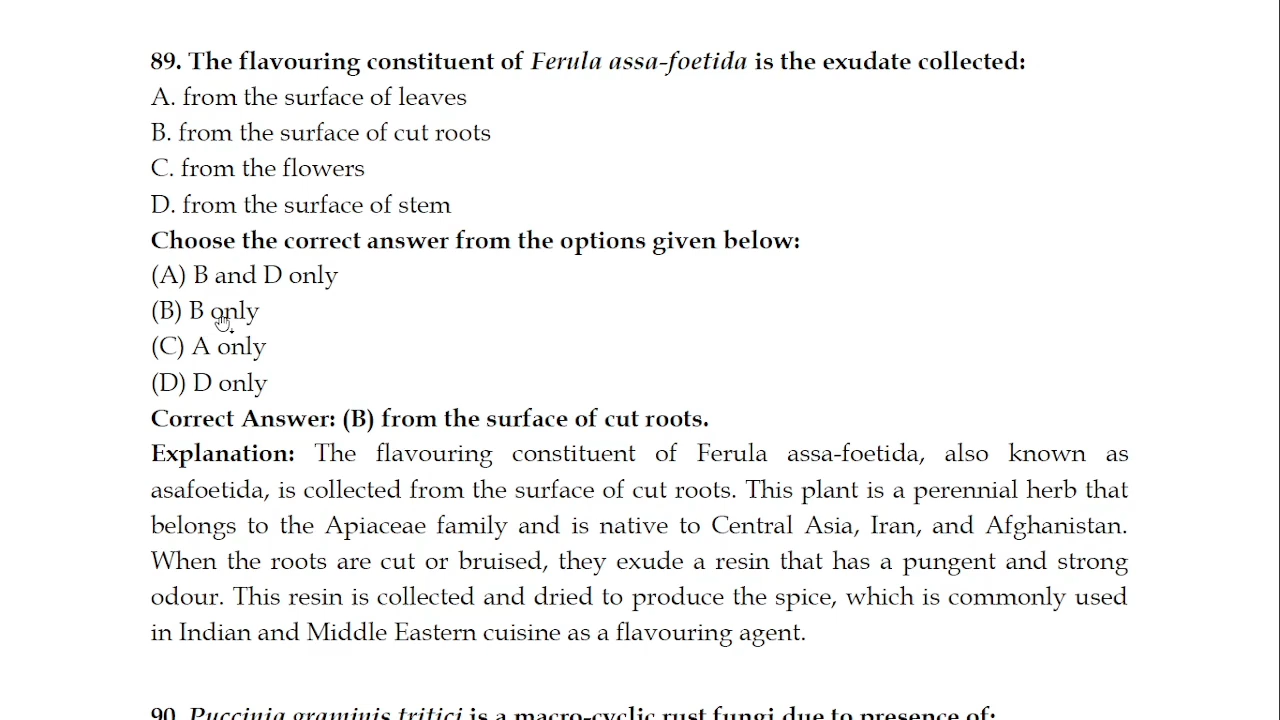 89. The flavouring constituent of Ferula assa-foetida is the exudate collected:
A. from the surface of leaves
B. from the surface of cut roots
C. from the flowers
D. from the surface of stem
Choose the correct answer from the options given below:
(A) B and D only
(B) B only
(C) A only
(D) D only
Correct Answer: (B) from the surface of cut roots.
Explanation: The flavouring constituent of Ferula assa-foetida, also known as
asafoetida, is collected from the surface of cut roots. This plant is a perennial herb that
belongs to the Apiaceae family and is native to Central Asia, Iran, and Afghanistan.
When the roots are cut or bruised, they exude a resin that has a pungent and strong
odour. This resin is collected and dried to produce the spice, which is commonly used
in Indian and Middle Eastern cuisine as a flavouring agent.
90. Puccinia graminis tritici is a macro-cyclic rust fungi due to presence of: